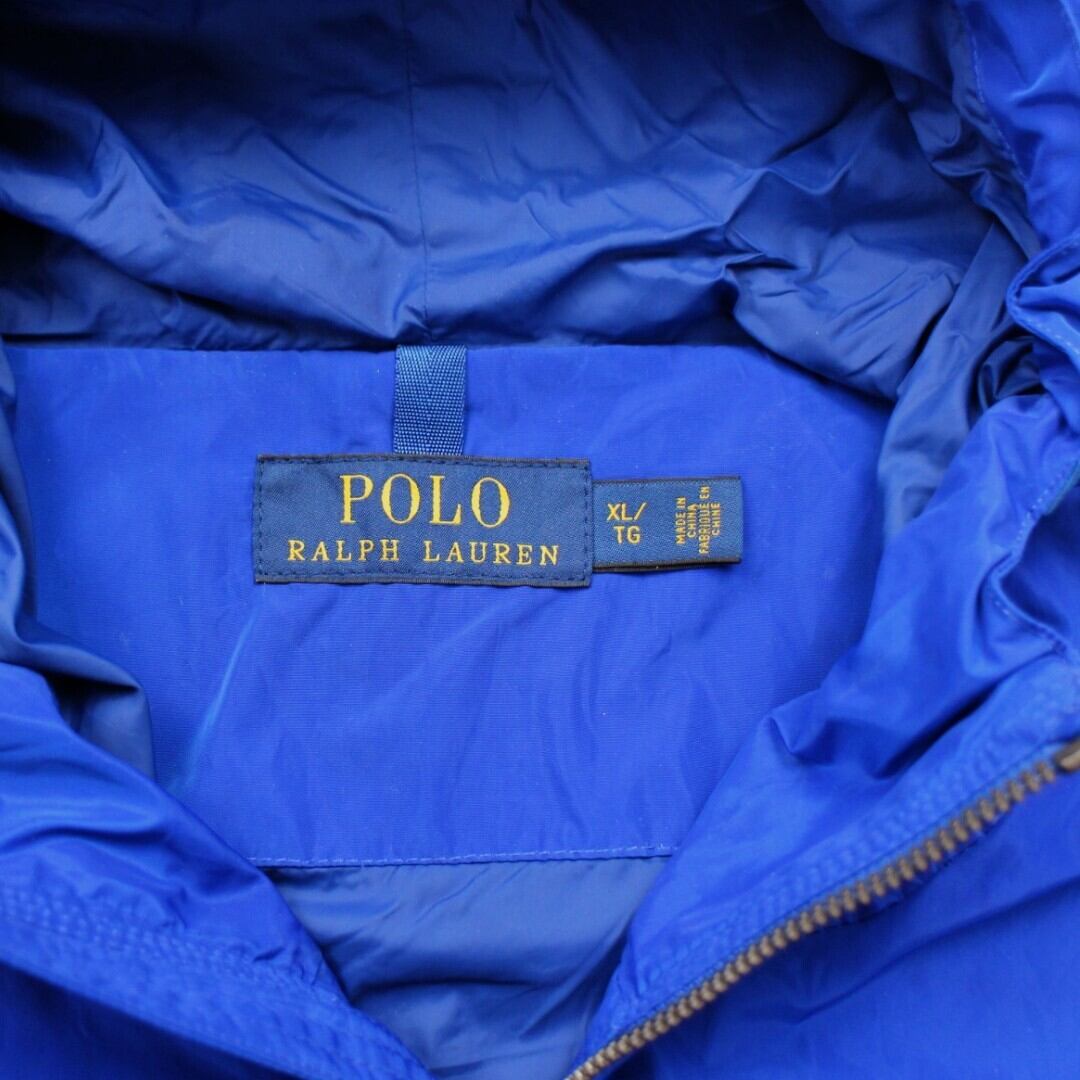 POLO
RALPH LAUREN
XL/
TG
MADE IN
CHINA
FABRIQUÉ EN
CHINE